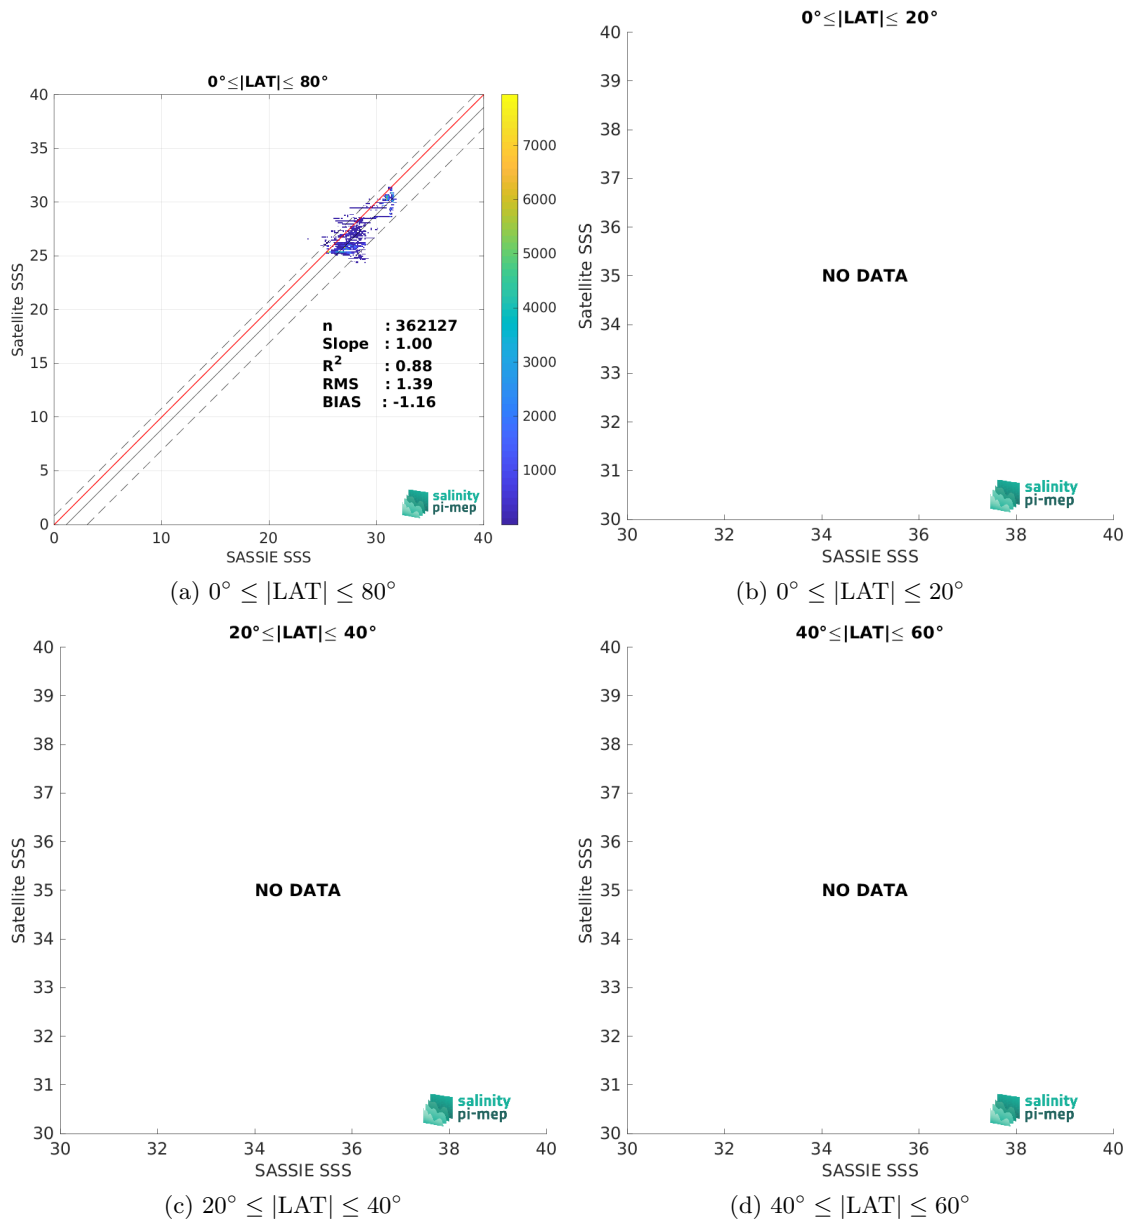 0°≤|LAT|≤ 80°
40
35
30
25
20
15
10
5
0
0
10
20
30
40
Satellite SSS
SASSIE SSS
7000
6000
5000
4000
3000
2000
1000
n : 362127
Slope : 1.00
R² : 0.88
RMS : 1.39
BIAS : -1.16
salinity
pi-mep
(a) 0° ≤ |LAT| ≤ 80°
0°≤|LAT|≤ 20°
40
39
38
37
36
35
34
33
32
31
30
30
32
34
36
38
40
Satellite SSS
SASSIE SSS
NO DATA
salinity
pi-mep
(b) 0° ≤ |LAT| ≤ 20°
20°≤|LAT|≤ 40°
40
39
38
37
36
35
34
33
32
31
30
30
32
34
36
38
40
Satellite SSS
SASSIE SSS
NO DATA
salinity
pi-mep
(c) 20° ≤ |LAT| ≤ 40°
40°≤|LAT|≤ 60°
40
39
38
37
36
35
34
33
32
31
30
30
32
34
36
38
40
Satellite SSS
SASSIE SSS
NO DATA
salinity
pi-mep
(d) 40° ≤ |LAT| ≤ 60°